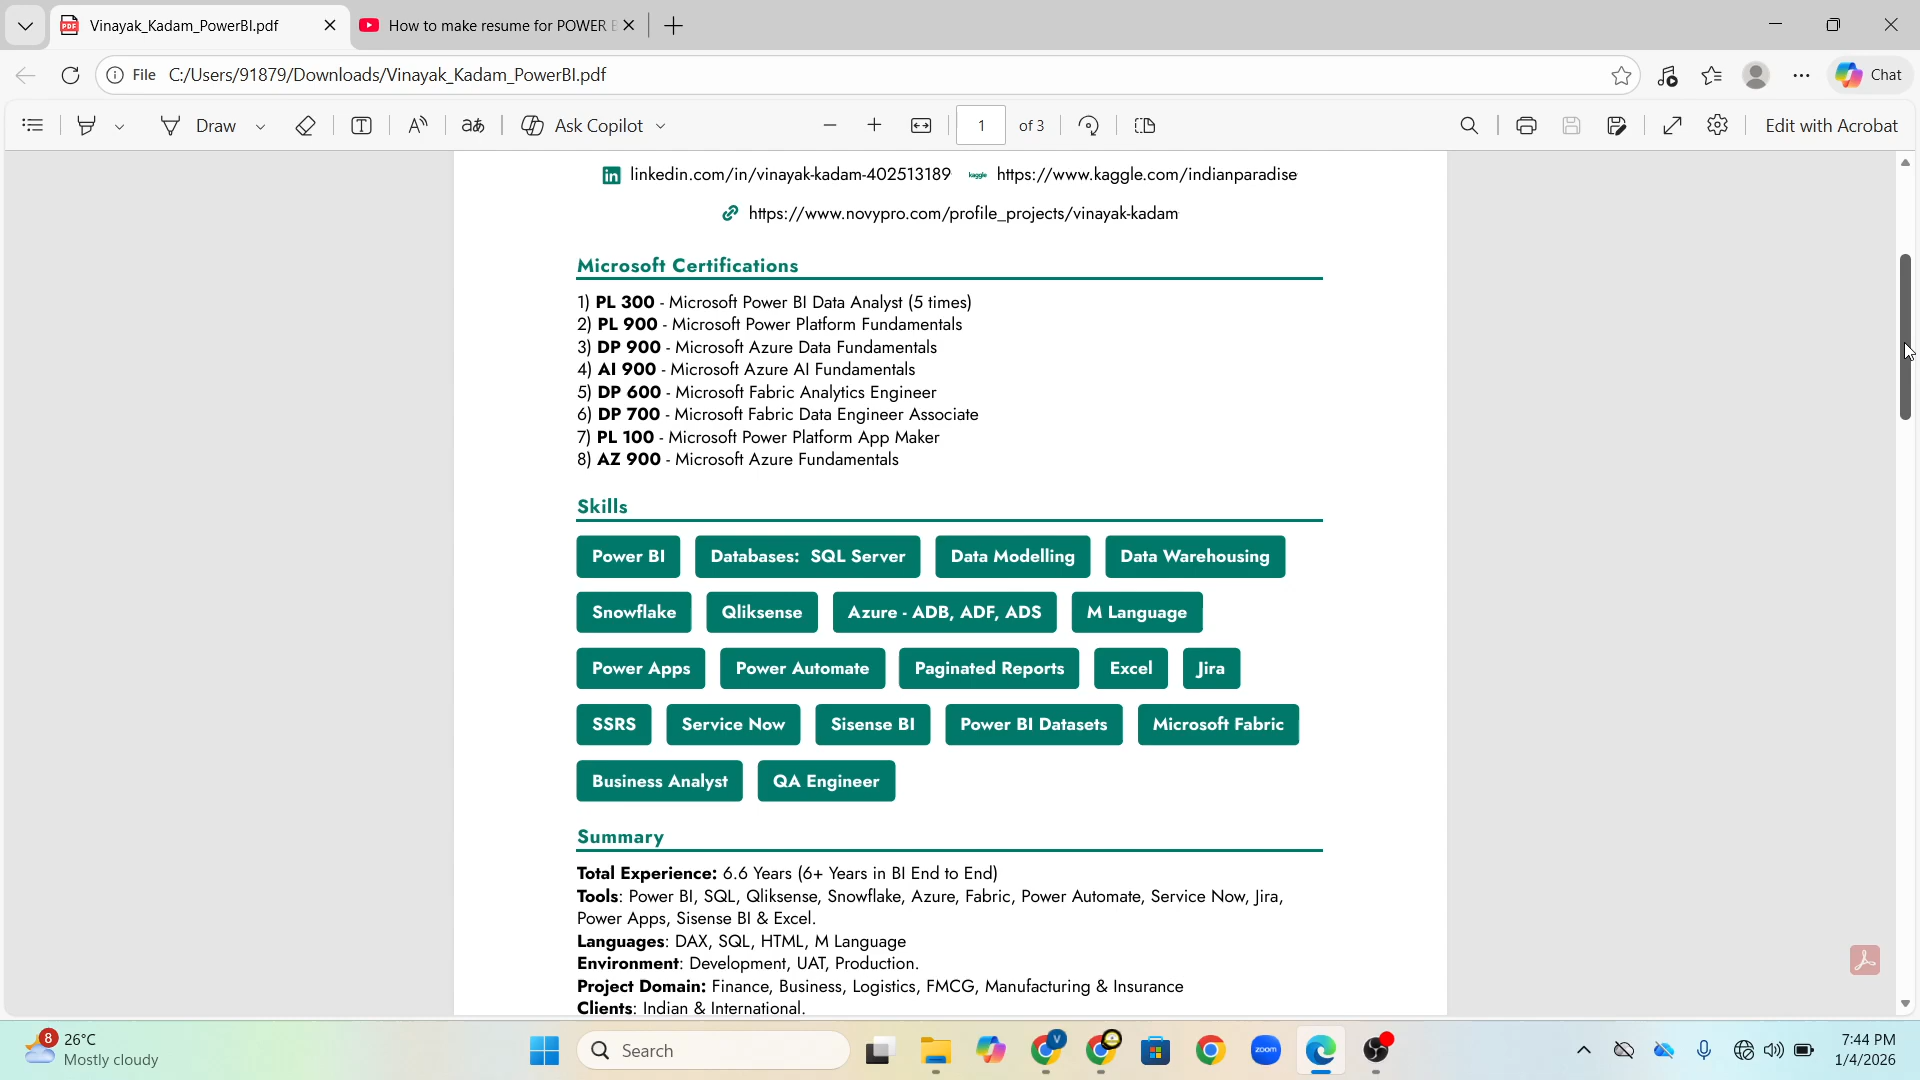 Vinayak_Kadam_PowerBI.pdf
How to make resume for POWER B
File C:/Users/91879/Downloads/Vinayak_Kadam_PowerBI.pdf
Chat
Draw
A
aあ
Ask Copilot
1 of 3
Edit with Acrobat
in linkedin.com/in/vinayak-kadam-402513189 kaggle https://www.kaggle.com/indianparadise
https://www.novypro.com/profile_projects/vinayak-kadam
Microsoft Certifications
1) PL 300 - Microsoft Power BI Data Analyst (5 times)
2) PL 900 - Microsoft Power Platform Fundamentals
3) DP 900 - Microsoft Azure Data Fundamentals
4) AI 900 - Microsoft Azure AI Fundamentals
5) DP 600 - Microsoft Fabric Analytics Engineer
6) DP 700 - Microsoft Fabric Data Engineer Associate
7) PL 100 - Microsoft Power Platform App Maker
8) AZ 900 - Microsoft Azure Fundamentals
Skills
Power BI Databases: SQL Server Data Modelling Data Warehousing
Snowflake Qliksense Azure - ADB, ADF, ADS M Language
Power Apps Power Automate Paginated Reports Excel Jira
SSRS Service Now Sisense BI Power BI Datasets Microsoft Fabric
Business Analyst QA Engineer
Summary
Total Experience: 6.6 Years (6+ Years in BI End to End)
Tools: Power BI, SQL, Qliksense, Snowflake, Azure, Fabric, Power Automate, Service Now, Jira,
Power Apps, Sisense BI & Excel.
Languages: DAX, SQL, HTML, M Language
Environment: Development, UAT, Production.
Project Domain: Finance, Business, Logistics, FMCG, Manufacturing & Insurance
Clients: Indian & International.
8
26°C
Mostly cloudy
Search
V
zoom
7:44 PM
1/4/2026